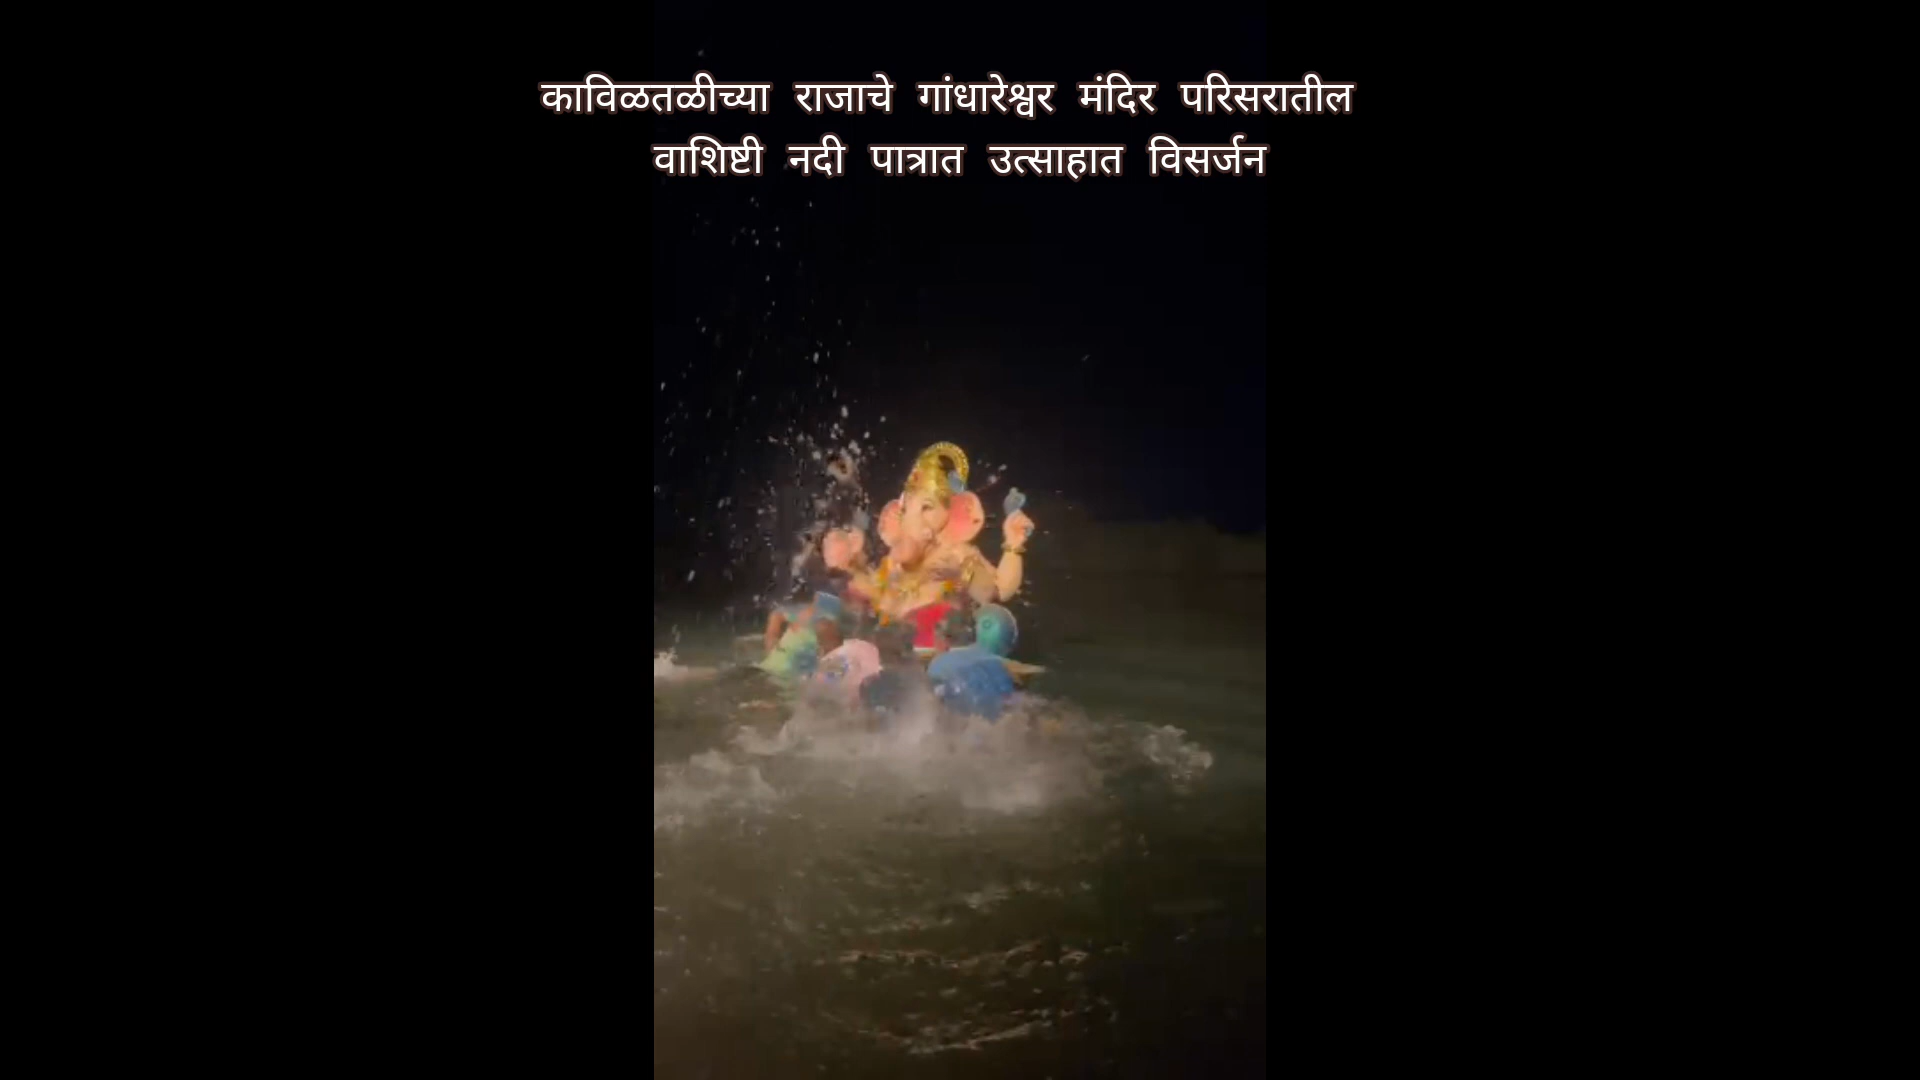 काविळतळीच्या राजाचे गांधारेश्वर मंदिर परिसरातील
वाशिष्टी नदी पात्रात उत्साहात विसर्जन